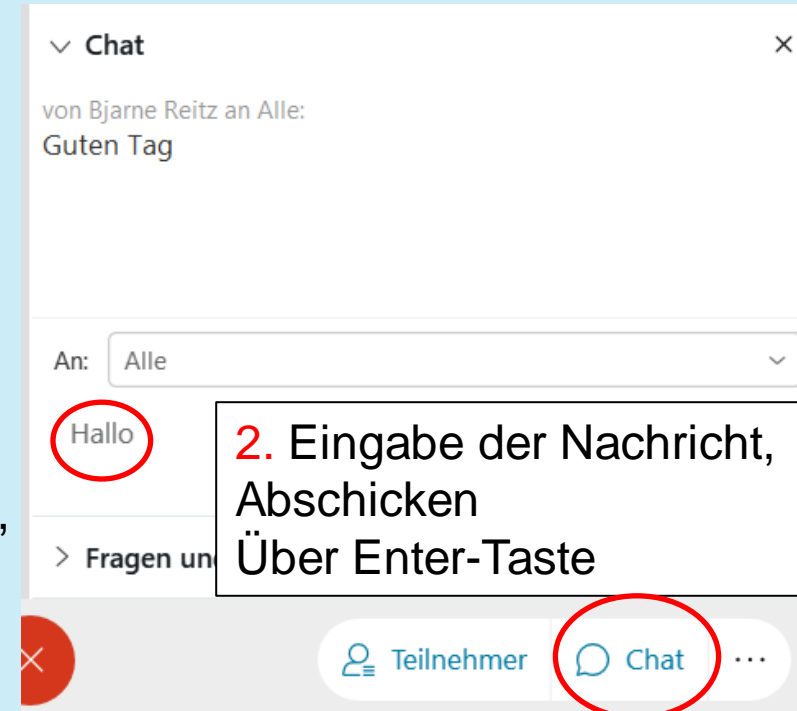 Chat
von Bjarne Reitz an Alle:
Guten Tag
An: Alle
Hallo
2. Eingabe der Nachricht,
Abschicken
Über Enter-Taste
,
> Fragen un
Teilnehmer Chat ...